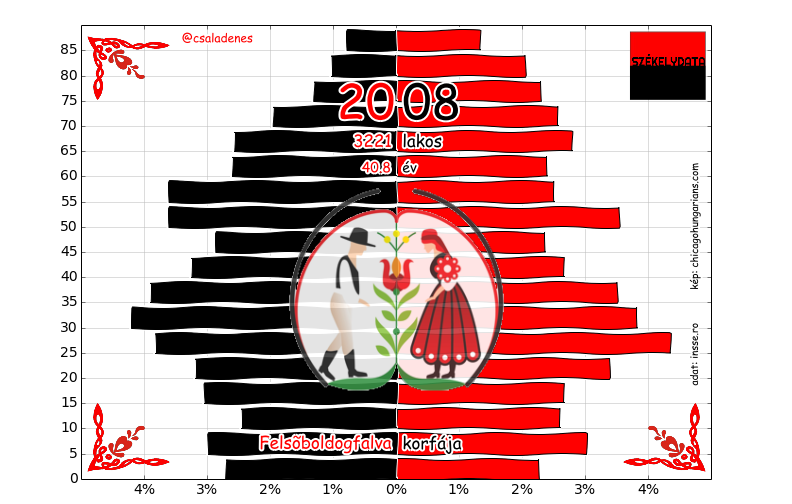 @csaladenes
SZÉKELYDATA
2008
3221 lakos
40.8 év
kép: chicagohungarians.com
adat: insse.ro
Felsőboldogfalva korfája
85
80
75
70
65
60
55
50
45
40
35
30
25
20
15
10
5
0
4% 3% 2% 1% 0% 1% 2% 3% 4%